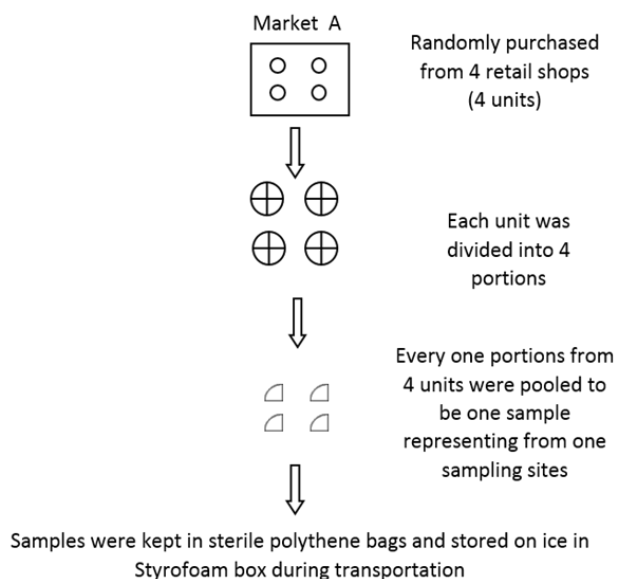 Market A
Randomly purchased
from 4 retail shops
(4 units)
Each unit was
divided into 4
portions
Every one portions from
4 units were pooled to
be one sample
representing from one
sampling sites
Samples were kept in sterile polythene bags and stored on ice in
Styrofoam box during transportation